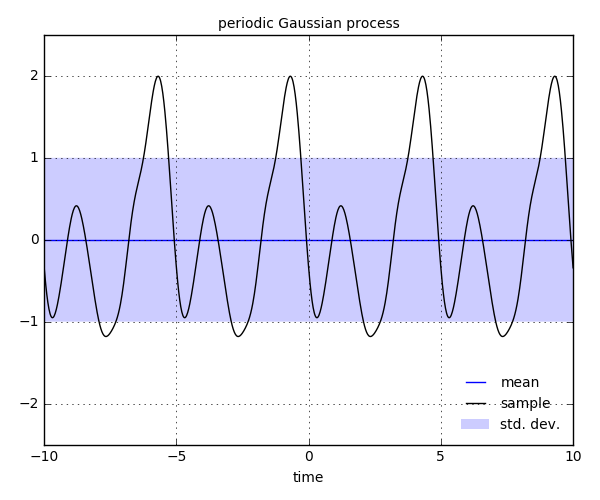 periodic Gaussian process
2
1
0
−1
−2
mean
sample
std. dev.
−10 −5 0 5 10
time